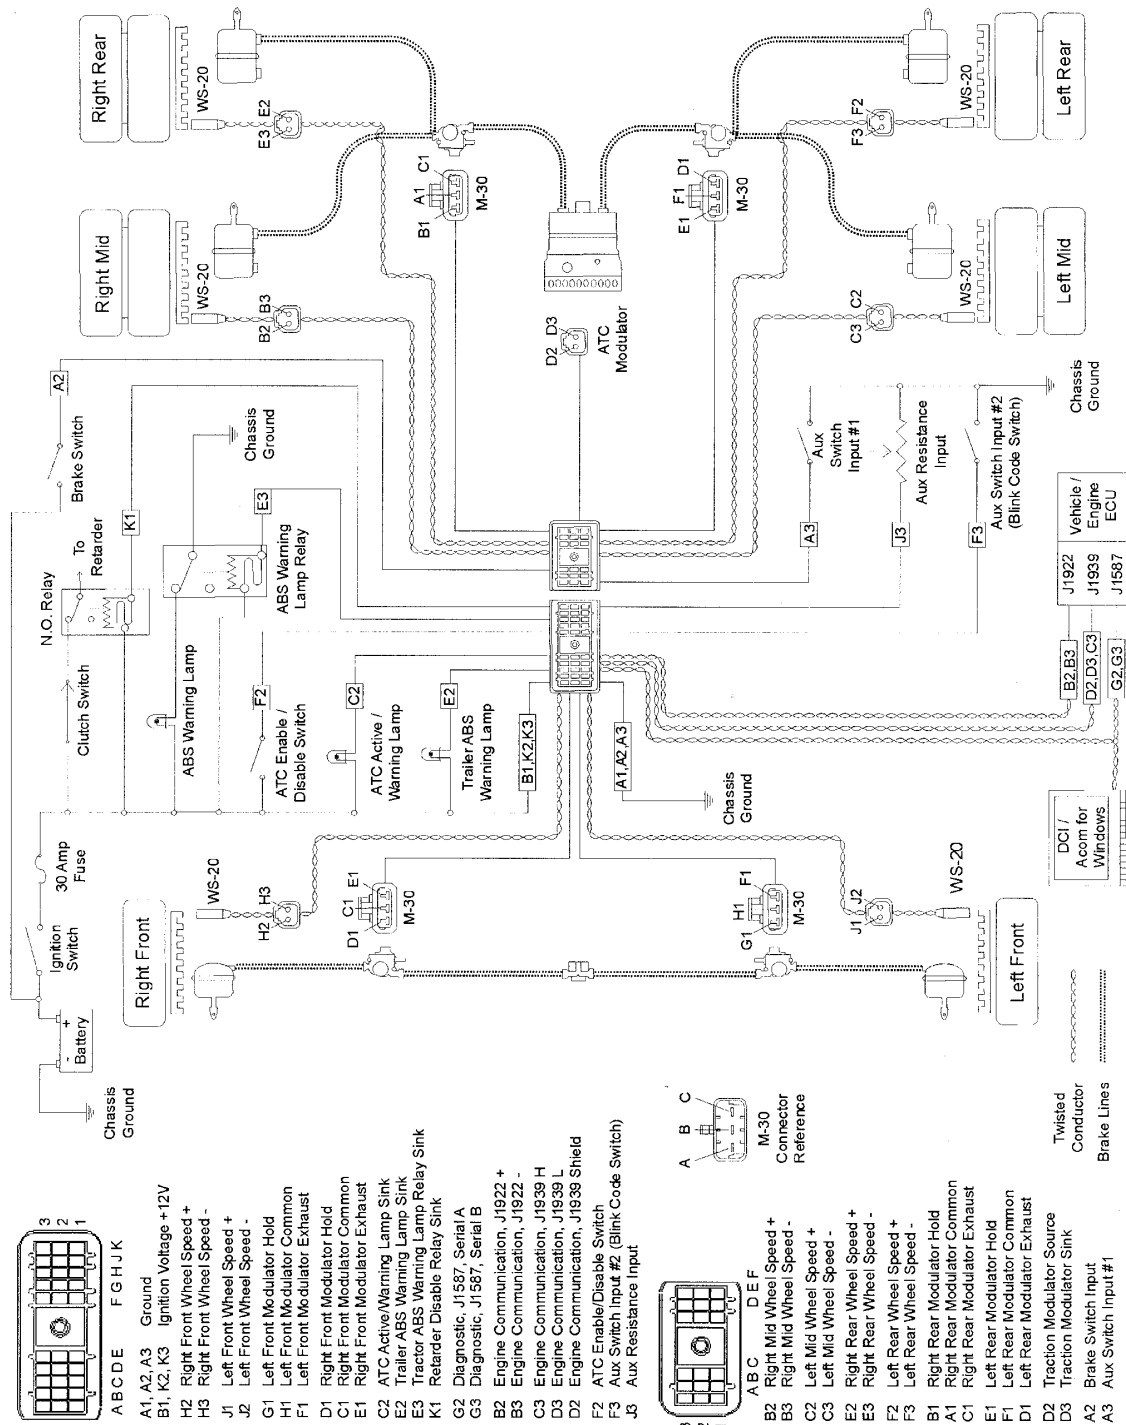 Right Rear
WS-20
E3 E2
Right Mid
WS-20
B2 B3
B1 A1 C1
M-30
E1 F1 D1
M-30
F3 F2
WS-20
Left Rear
C3 C2
WS-20
Left Mid
D2 D3
ATC
Modulator
A2
Brake Switch
K1
To
Retarder
N.O. Relay
Chassis
Ground
E3
ABS Warning
Lamp Relay
Clutch Switch
ABS Warning Lamp
F2
ATC Enable /
Disable Switch
C2
ATC Active /
Warning Lamp
E2
Trailer ABS
Warning Lamp
B1,K2,K3
A1,A2,A3
Chassis
Ground
Aux
Switch
Input #1
A3
Aux Resistance
Input
J3
Aux Switch Input #2
(Blink Code Switch)
F3
Chassis
Ground
Vehicle /
Engine
ECU
J1922
J1939
J1587
B2,B3
D2,D3,C3
G2,G3
DCI /
Acom for
Windows
30 Amp
Fuse
Ignition
Switch
Battery
- +
Chassis
Ground
Right Front
WS-20
H2 H3
D1 C1 E1
M-30
G1 H1 F1
M-30
J1 J2
WS-20
Left Front
Twisted
Conductor
Brake Lines
A B C
M-30
Connector
Reference
3
2
1
A B C D E F G H J K
A1, A2, A3 Ground
B1, K2, K3 Ignition Voltage +12V
H2 Right Front Wheel Speed +
H3 Right Front Wheel Speed -
J1 Left Front Wheel Speed +
J2 Left Front Wheel Speed -
G1 Left Front Modulator Hold
H1 Left Front Modulator Common
F1 Left Front Modulator Exhaust
D1 Right Front Modulator Hold
C1 Right Front Modulator Common
E1 Right Front Modulator Exhaust
C2 ATC Active/Warning Lamp Sink
E2 Trailer ABS Warning Lamp Sink
E3 Tractor ABS Warning Lamp Relay Sink
K1 Retarder Disable Relay Sink
G2 Diagnostic, J1587, Serial A
G3 Diagnostic, J1587, Serial B
B2 Engine Communication, J1922 +
B3 Engine Communication, J1922 -
C3 Engine Communication, J1939 H
D3 Engine Communication, J1939 L
D2 Engine Communication, J1939 Shield
F2 ATC Enable/Disable Switch
F3 Aux Switch Input #2 (Blink Code Switch)
J3 Aux Resistance Input
A B C D E F
B2 Right Mid Wheel Speed +
B3 Right Mid Wheel Speed -
C2 Left Mid Wheel Speed +
C3 Left Mid Wheel Speed -
E2 Right Rear Wheel Speed +
E3 Right Rear Wheel Speed -
F2 Left Rear Wheel Speed +
F3 Left Rear Wheel Speed -
B1 Right Rear Modulator Hold
A1 Right Rear Modulator Common
C1 Right Rear Modulator Exhaust
E1 Left Rear Modulator Hold
F1 Left Rear Modulator Common
D1 Left Rear Modulator Exhaust
D2 Traction Modulator Source
D3 Traction Modulator Sink
A2 Brake Switch Input
A3 Aux Switch Input #1